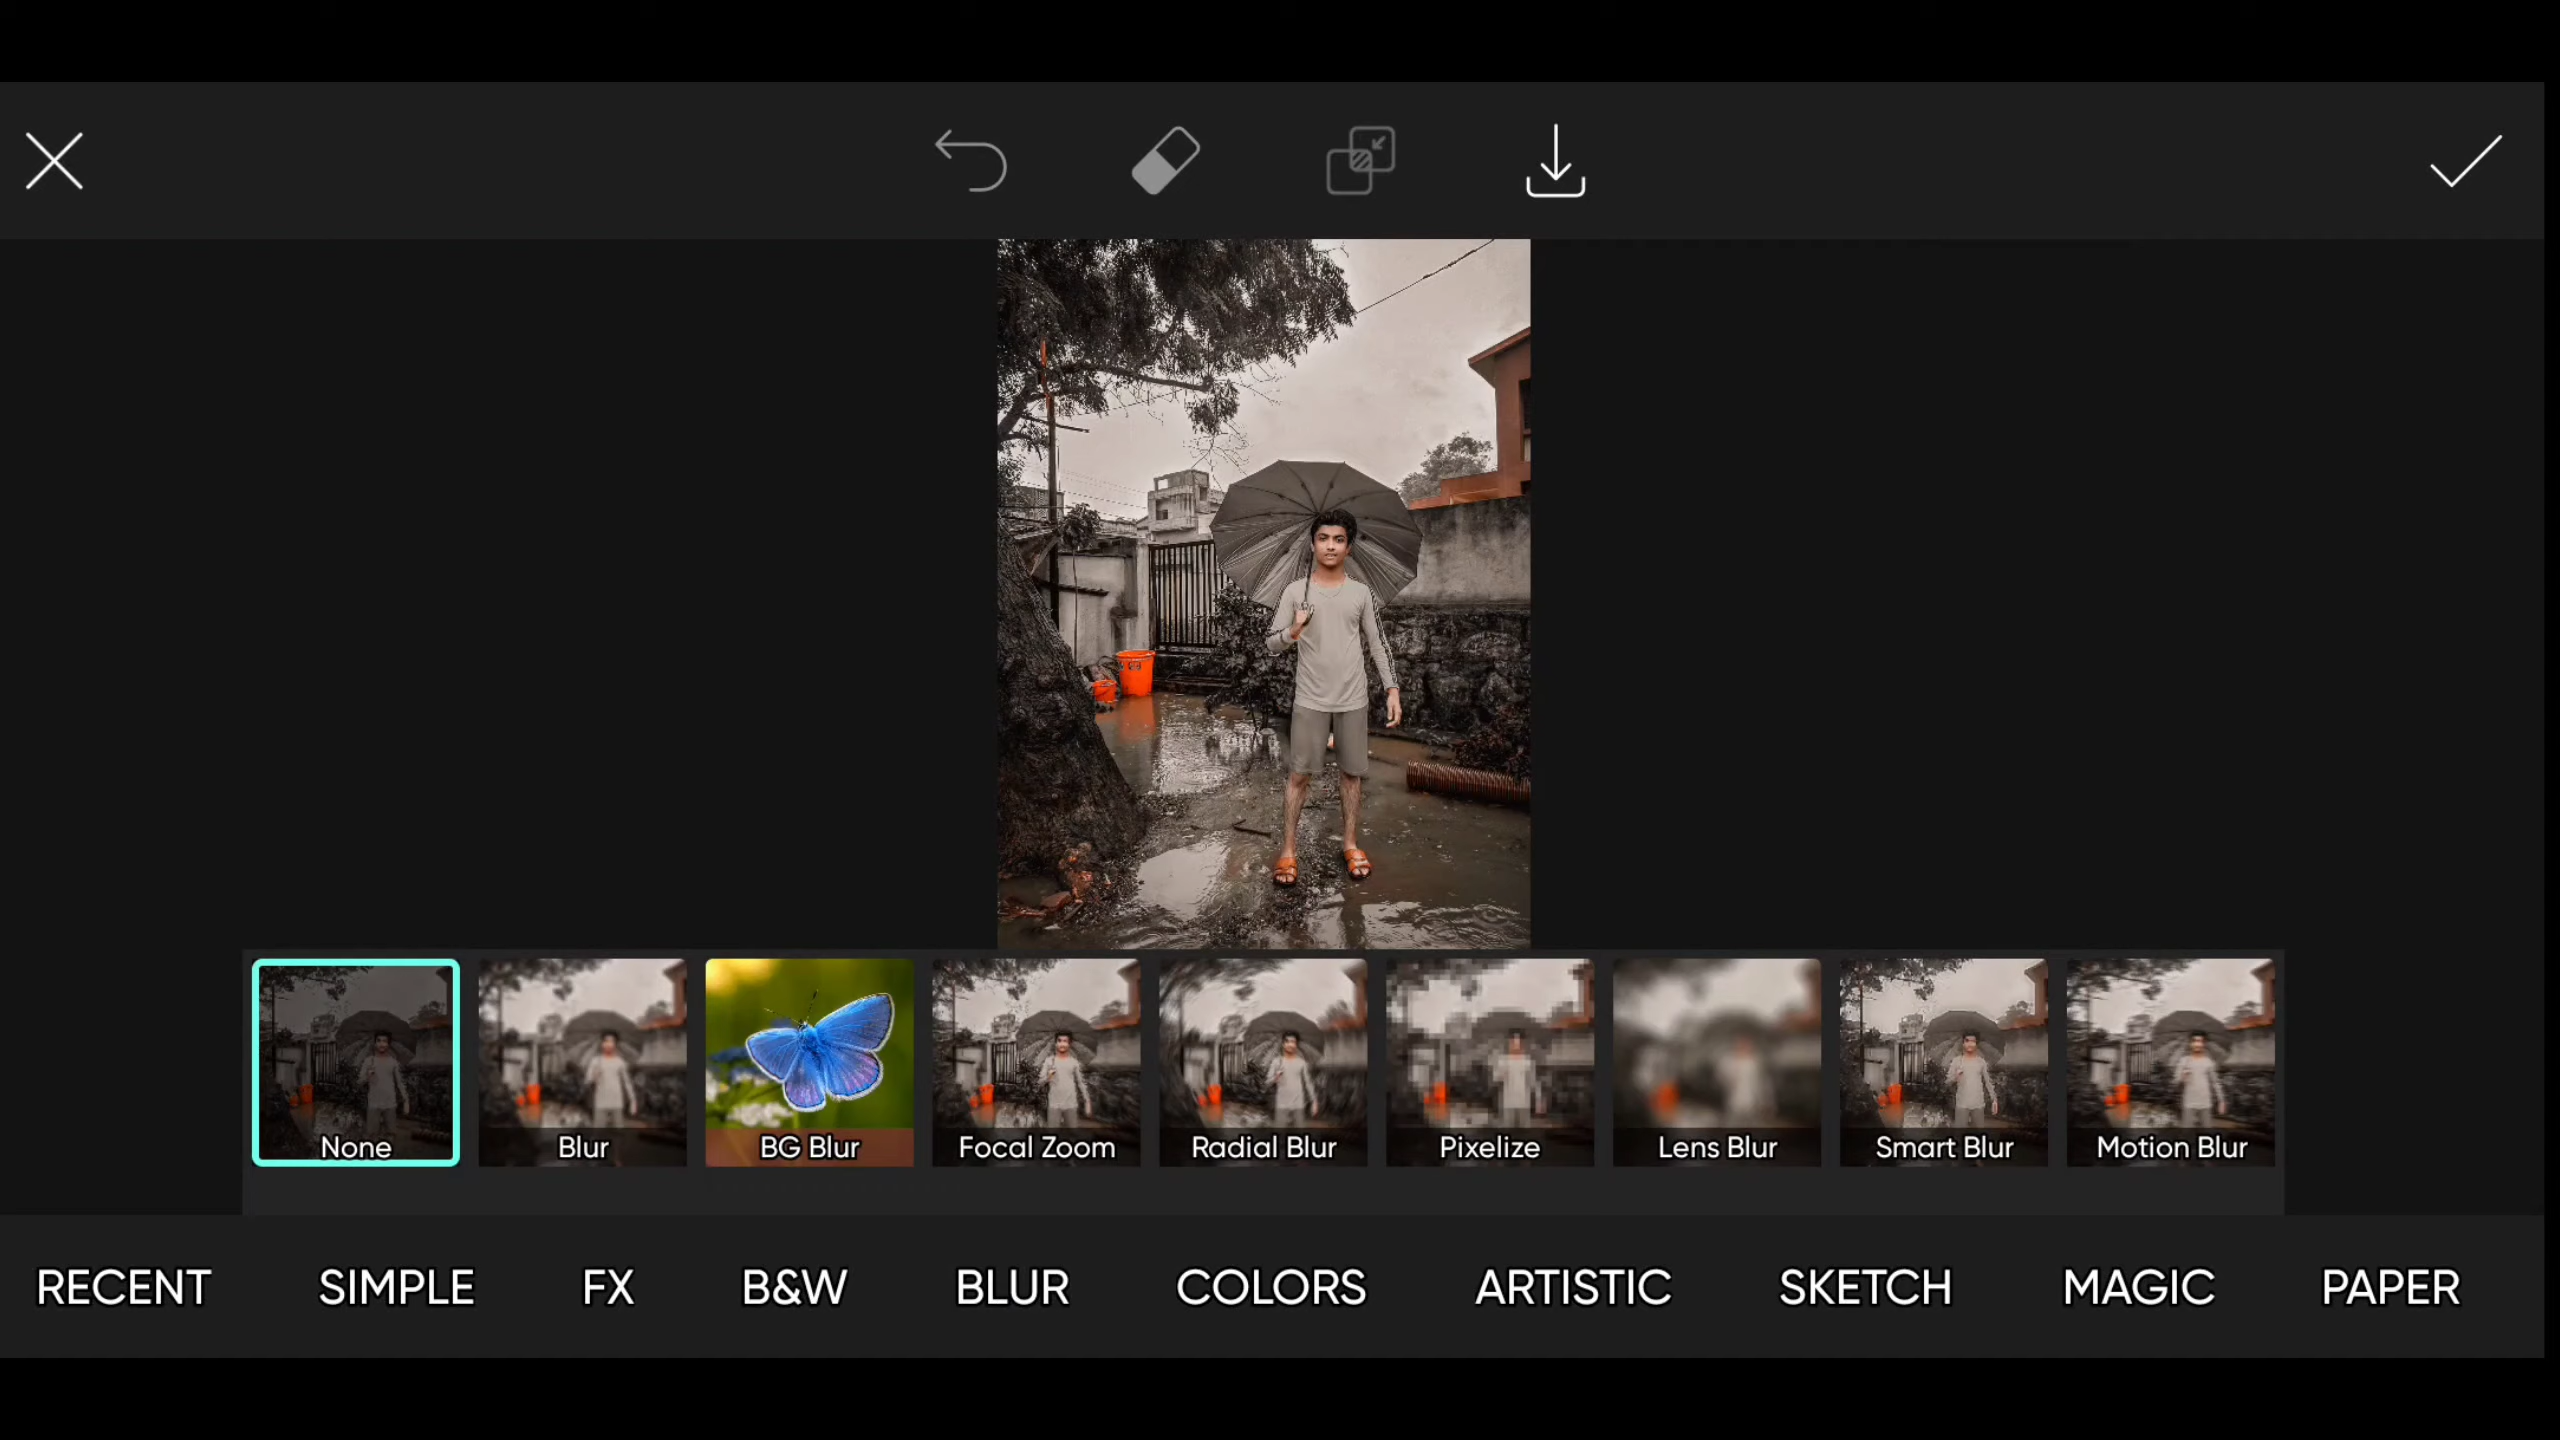 None
Blur
BG Blur
Focal Zoom
Radial Blur
Pixelize
Lens Blur
Smart Blur
Motion Blur
RECENT
SIMPLE
FX
B&W
BLUR
COLORS
ARTISTIC
SKETCH
MAGIC
PAPER